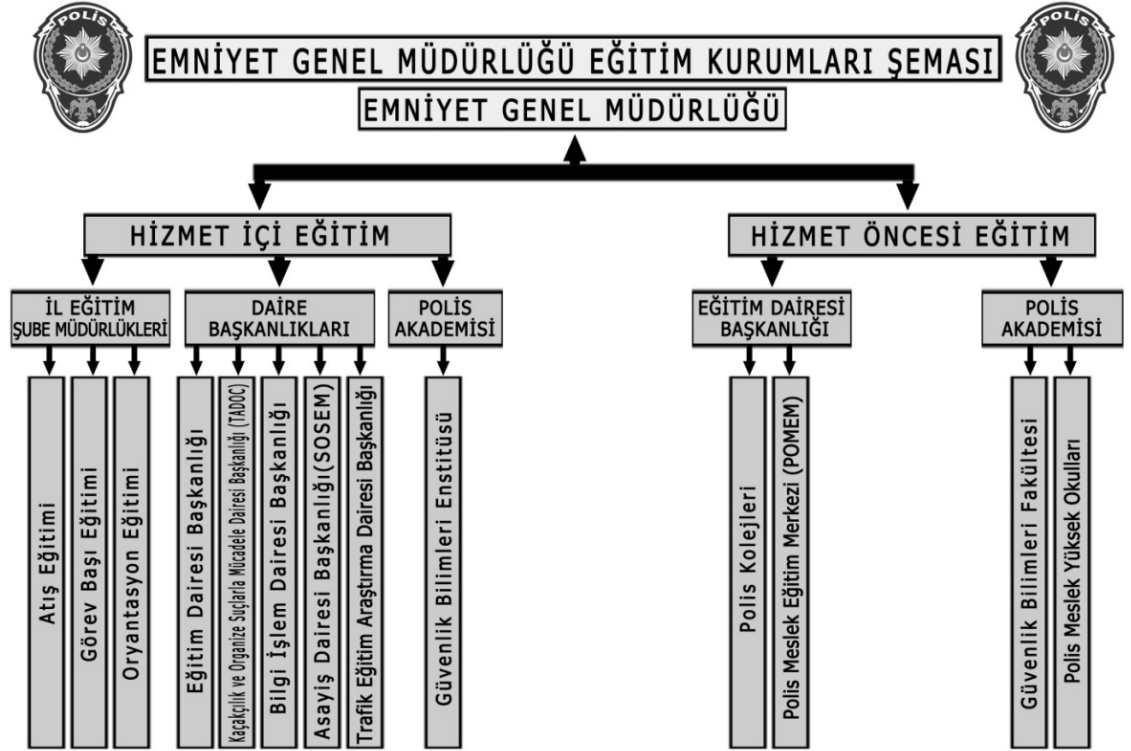 POLİS
POLİS
EMNİYET GENEL MÜDÜRLÜĞÜ EĞİTİM KURUMLARI ŞEMASI
EMNİYET GENEL MÜDÜRLÜĞÜ
HİZMET İÇİ EĞİTİM
HİZMET ÖNCESİ EĞİTİM
İL EĞİTİM
ŞUBE MÜDÜRLÜKLERİ
DAİRE
BAŞKANLIKLARI
POLİS
AKADEMİSİ
EĞİTİM DAİRESİ
BAŞKANLIĞI
POLİS
AKADEMİSİ
Atış Eğitimi
Görev Başı Eğitimi
Oryantasyon Eğitimi
Eğitim Dairesi Başkanlığı
Kaçakçılık ve Organize Suçlarla Mücadele Dairesi Başkanlığı (TADOC)
Bilgi İşlem Dairesi Başkanlığı
Asayiş Dairesi Başkanlığı(SOSEM)
Trafik Eğitim Araştırma Dairesi Başkanlığı
Güvenlik Bilimleri Enstitüsü
Polis Kolejleri
Polis Meslek Eğitim Merkezi (POMEM)
Güvenlik Bilimleri Fakültesi
Polis Meslek Yüksek Okulları